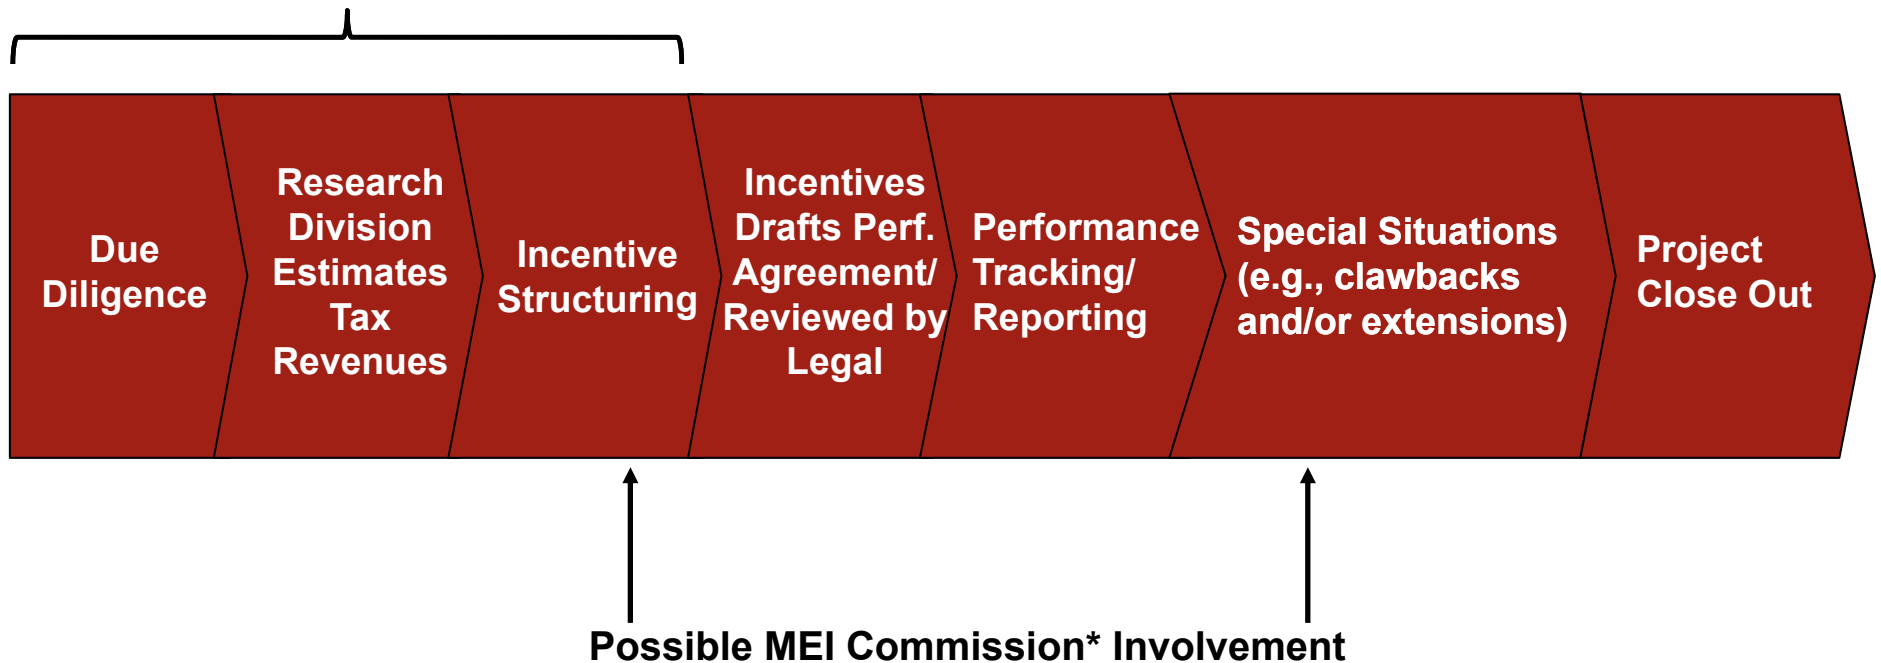 Due
Diligence
Research
Division
Estimates
Tax
Revenues
Incentive
Structuring
Incentives
Drafts Perf.
Agreement/
Reviewed by
Legal
Performance
Tracking/
Reporting
Special Situations
(e.g., clawbacks
and/or extensions)
Project
Close Out
Possible MEI Commission* Involvement